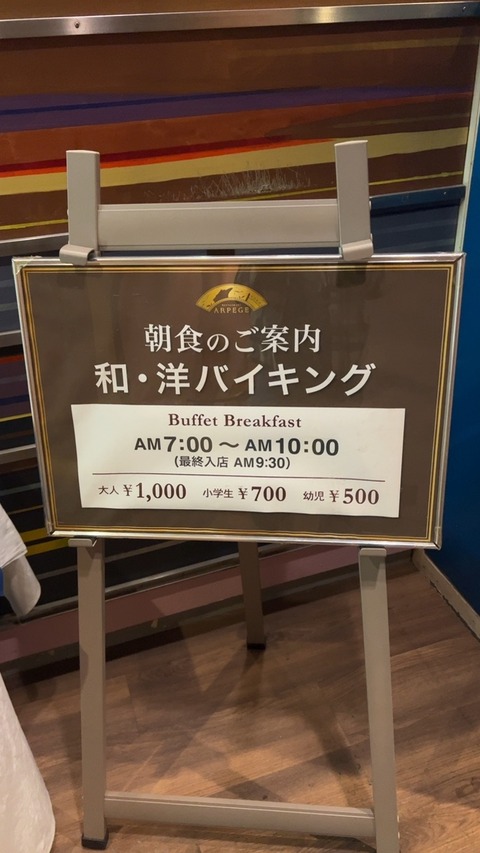 ARPEGE
朝食のご案内
和・洋バイキング
Buffet Breakfast
AM7:00 ～ AM10:00
(最終入店 AM9:30)
大人 ¥1,000 小学生 ¥700 幼児 ¥500